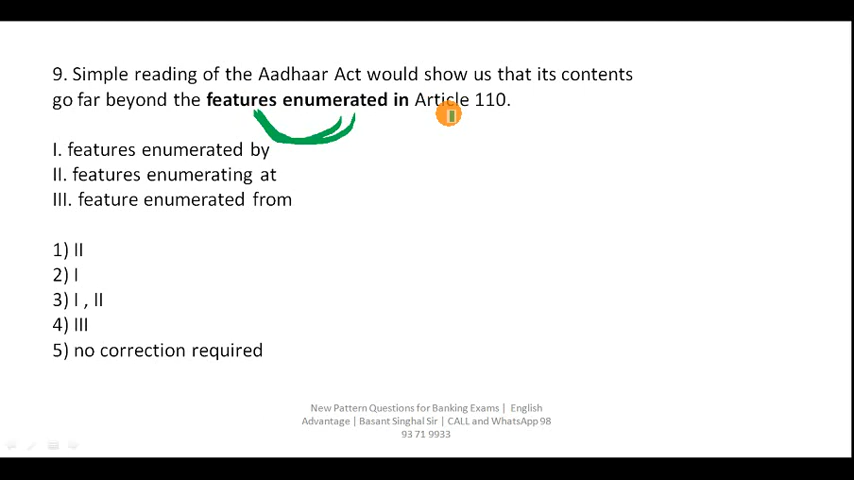 9. Simple reading of the Aadhaar Act would show us that its contents
go far beyond the features enumerated in Article 110.
I. features enumerated by
II. features enumerating at
III. feature enumerated from
1) II
2) I
3) I , II
4) III
5) no correction required
New Pattern Questions for Banking Exams | English
Advantage | Basant Singhal Sir | CALL and WhatsApp 98
93 71 9933